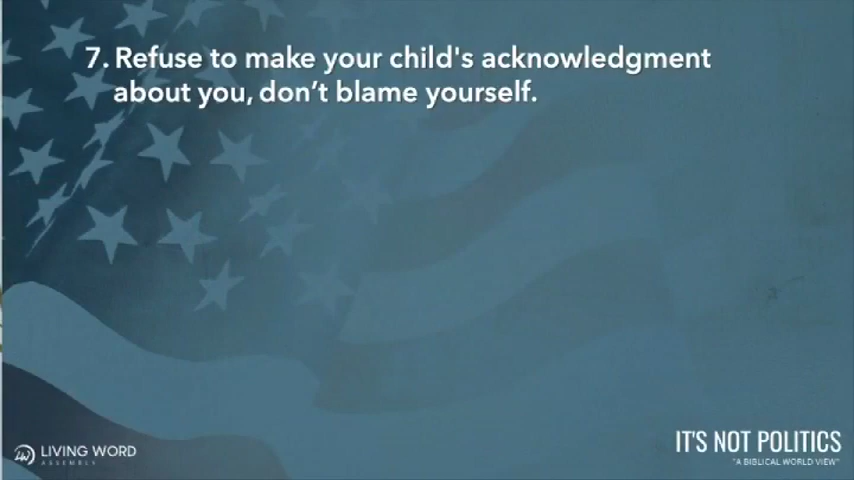 7. Refuse to make your child's acknowledgment
about you, don't blame yourself.
LIVING WORD
ASSEMBLY
IT'S NOT POLITICS
"A BIBLICAL WORLD VIEW"